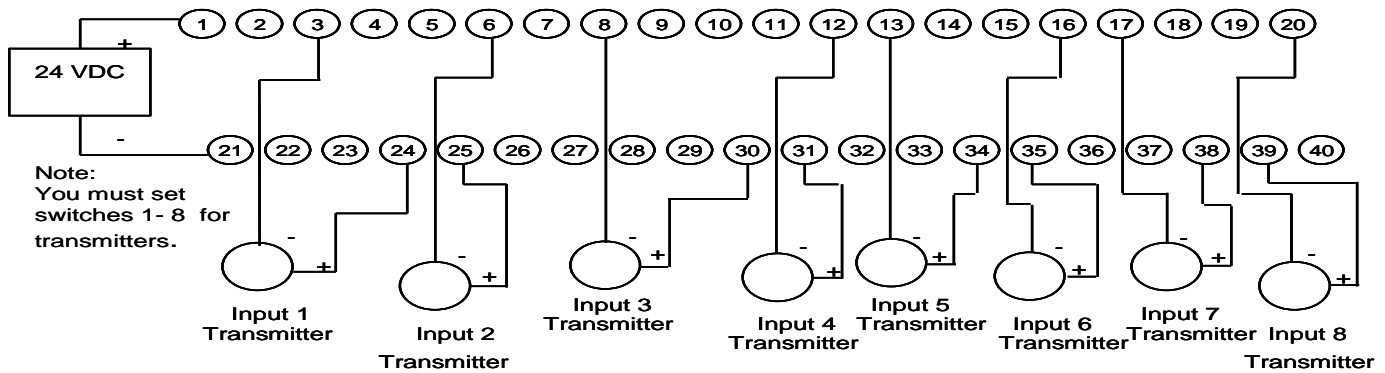 1 2 3 4 5 6 7 8 9 10 11 12 13 14 15 16 17 18 19 20
+
24 VDC
-
21 22 23 24 25 26 27 28 29 30 31 32 33 34 35 36 37 38 39 40
Note:
You must set
switches 1- 8 for
transmitters.
- + - + - + - + - + - + - + - +
Input 1
Transmitter
Input 2
Transmitter
Input 3
Transmitter
Input 4
Transmitter
Input 5
Transmitter
Input 6
Transmitter
Input 7
Transmitter
Input 8
Transmitter